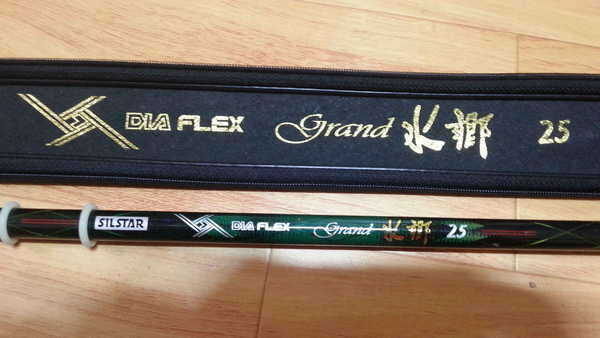 DIA FLEX Grand 水郷 25
SILSTAR DIA FLEX Grand 水郷 25